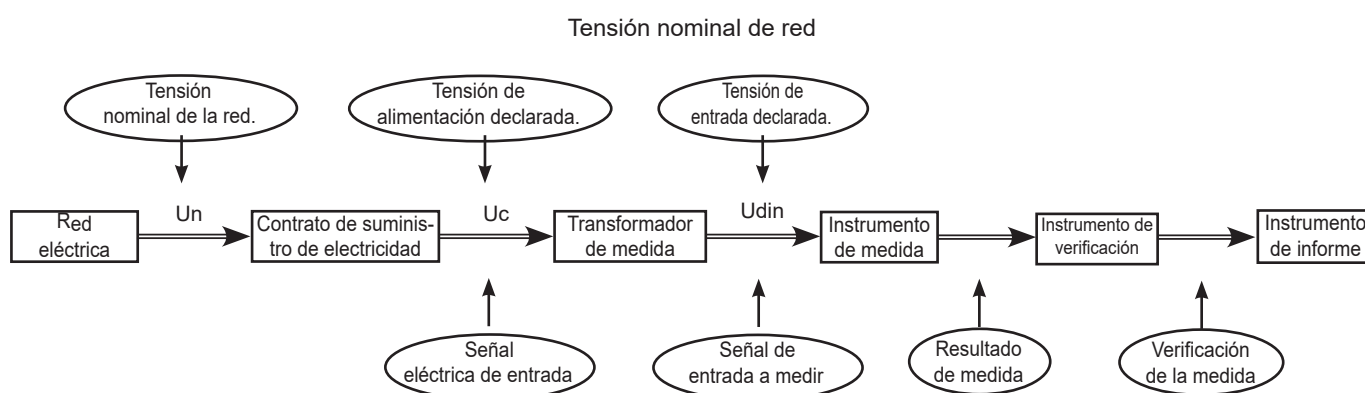 Tensión nominal de red
Tensión
nominal de la red.
Tensión de
alimentación declarada.
Tensión de
entrada declarada.
Red
eléctrica
Un
Contrato de suminis-
tro de electricidad
Uc
Transformador
de medida
Udin
Instrumento
de medida
Instrumento de
verificación
Instrumento
de informe
Señal
eléctrica de entrada
Señal de
entrada a medir
Resultado
de medida
Verificación
de la medida